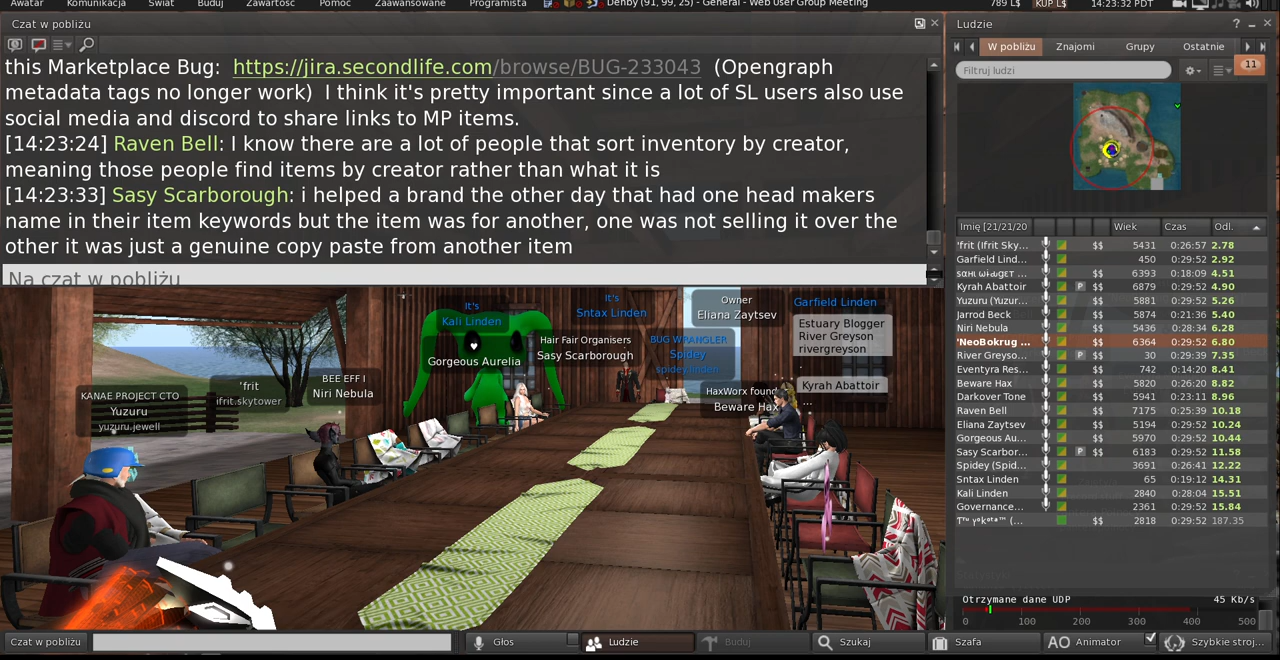 Awatar Komunikacja Świat Buduj Zawartość Pomoc Zaawansowane Programista Denby (91, 99, 25) - General - Web User Group Meeting 789 L$ KUP L$ 14:23:32 PDT
Czat w pobliżu
this Marketplace Bug: https://jira.secondlife.com/browse/BUG-233043 (Opengraph
metadata tags no longer work) I think it's pretty important since a lot of SL users also use
social media and discord to share links to MP items.
[14:23:24] Raven Bell: I know there are a lot of people that sort inventory by creator,
meaning those people find items by creator rather than what it is
[14:23:33] Sasy Scarborough: i helped a brand the other day that had one head makers
name in their item keywords but the item was for another, one was not selling it over the
other it was just a genuine copy paste from another item
Na czat w pobliżu
It's
Kali Linden
Gorgeous Aurelia
It's
Sntax Linden
Hair Fair Organisers
Sasy Scarborough
Owner
Eliana Zaytsev
BUG WRANGLER
Spidey
spidey.linden
Garfield Linden
Estuary Blogger
River Greyson
rivergreyson
Kyrah Abattoir
...
HaxWorx found
Beware Hax
KANAE PROJECT CTO
Yuzuru
yuzuru.jewell
'frit
ifrit.skytower
BEE EFF I
Niri Nebula
Ludzie
? _ ×
W pobliżu Znajomi Grupy Ostatnie
11
Filtruj ludzi
Imię [21/21/20 Wiek Czas Odl.
'frit (Ifrit Sky... $$ 5431 0:26:57 2.78
Garfield Lind... 450 0:29:52 2.92
$$ 6393 0:18:09 4.51
Kyrah Abattoir P $$ 6879 0:29:52 4.90
Yuzuru (Yuzur... $$ 5881 0:29:52 5.26
Jarrod Beck $$ 5874 0:21:36 5.40
Niri Nebula $$ 5436 0:28:34 6.28
'NeoBokrug ... $$ 6364 0:29:52 6.80
River Greyso... P $$ 30 0:29:39 7.35
Eventyra Res... $$ 742 0:14:20 8.41
Beware Hax $$ 5820 0:26:20 8.82
Darkover Tone $$ 5941 0:23:11 8.96
Raven Bell $$ 7175 0:25:39 10.18
Eliana Zaytsev $$ 5194 0:29:52 10.24
Gorgeous Au... $$ 5970 0:29:52 10.44
Sasy Scarbor... P $$ 6183 0:29:52 11.58
Spidey (Spid... 3691 0:26:41 12.22
Sntax Linden 65 0:19:12 14.31
Kali Linden 2840 0:28:04 15.51
Governance... 2361 0:29:52 15.84
$$ 2818 0:29:52 187.35
Otrzymane dane UDP 45 Kb/s
0 100 200 300 400 500
Czat w pobliżu Głos Ludzie Buduj Szukaj Szafa AO Animator Szybkie stroj...